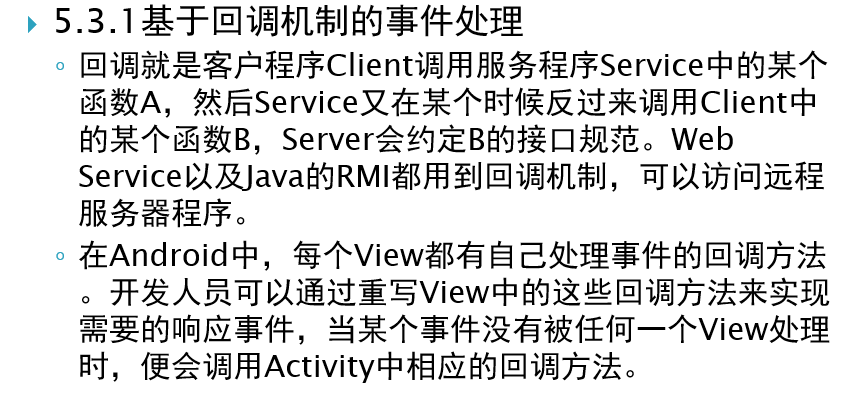 5.3.1基于回调机制的事件处理
回调就是客户程序Client调用服务程序Service中的某个
函数A，然后Service又在某个时候反过来调用Client中
的某个函数B，Server会约定B的接口规范。Web
Service以及Java的RMI都用到回调机制，可以访问远程
服务器程序。
在Android中，每个View都有自己处理事件的回调方法
。开发人员可以通过重写View中的这些回调方法来实现
需要的响应事件，当某个事件没有被任何一个View处理
时，便会调用Activity中相应的回调方法。